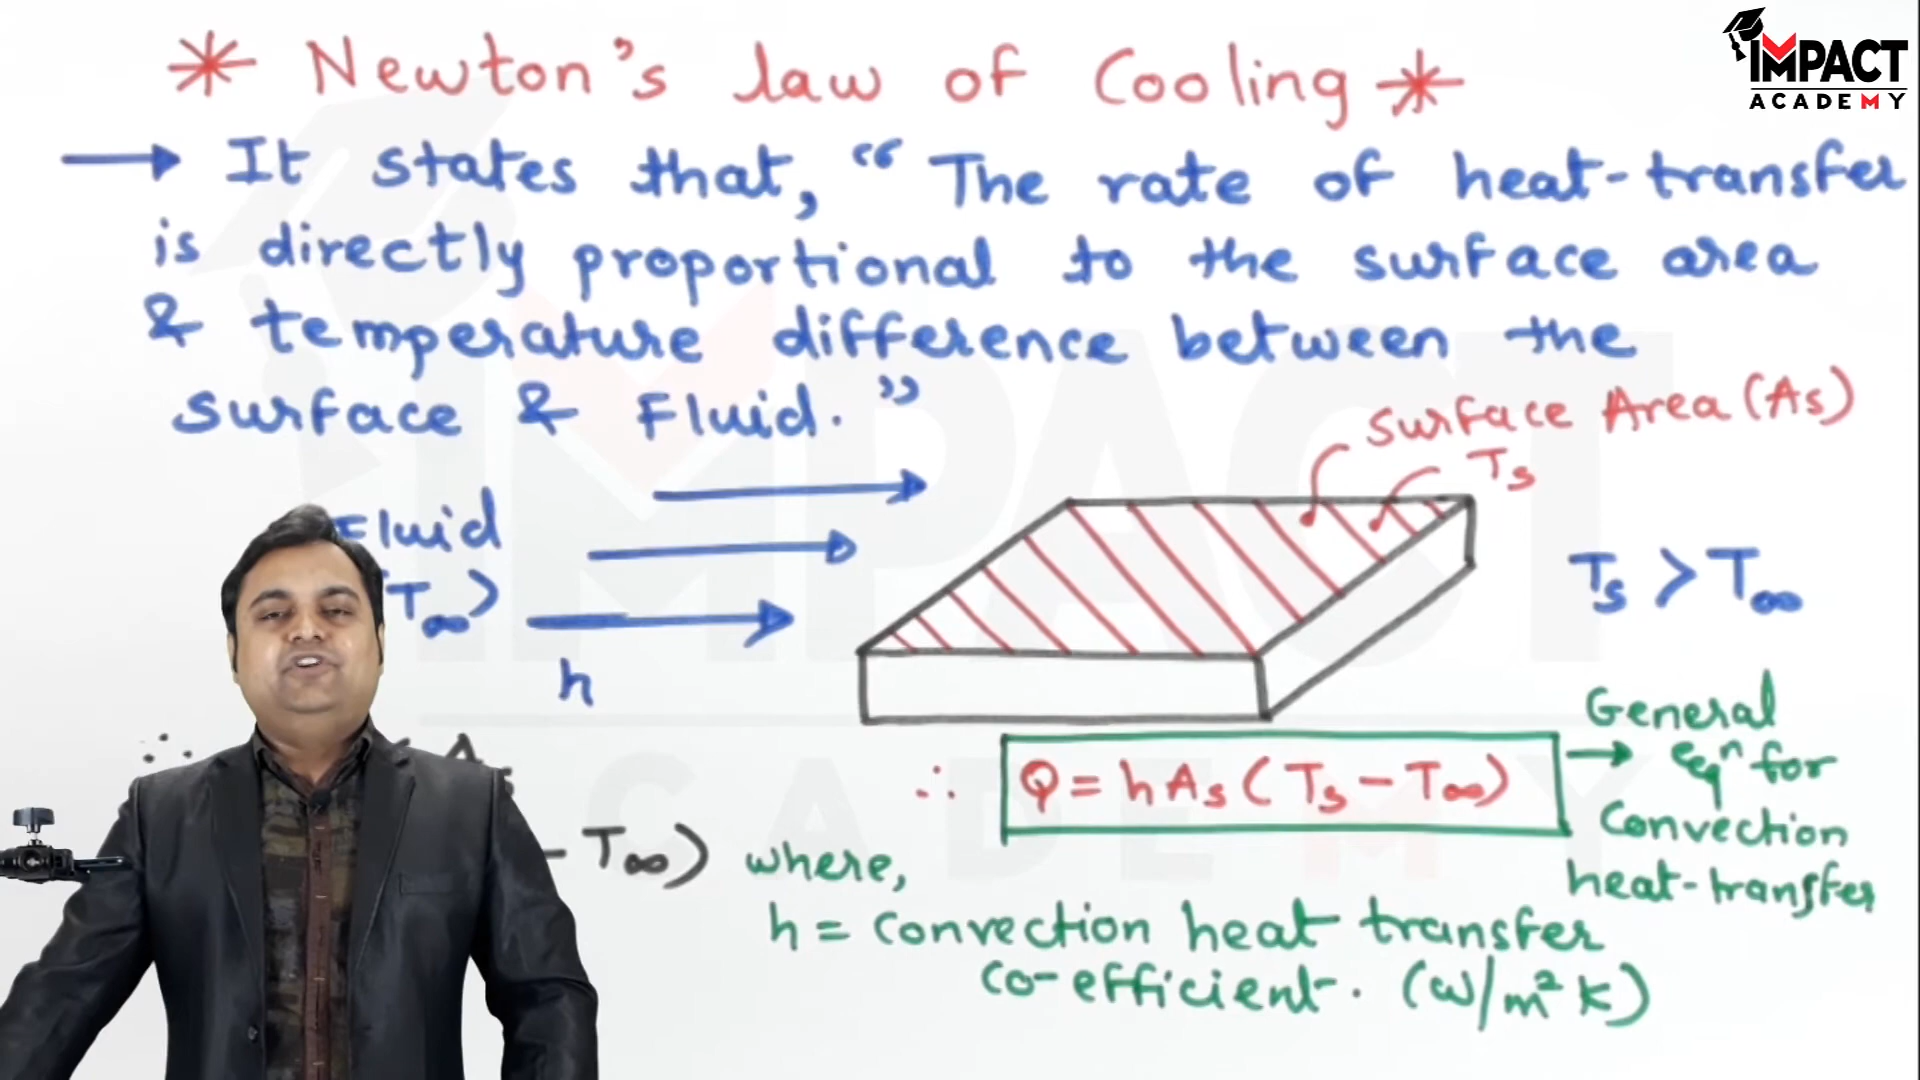 IMPACT
ACADEMY
* Newton's law of Cooling *
→ It states that, "The rate of heat-transfer
is directly proportional to the surface area
& temperature difference between the
surface & Fluid."
Surface Area (As)
Ts
Fluid
T∞)
h
Ts > T∞
∴ Q = hAs (Ts - T∞)
→ General
eqⁿ for
Convection
heat-transfer
- T∞)
where,
h = convection heat transfer
co-efficient. (W/m² K)